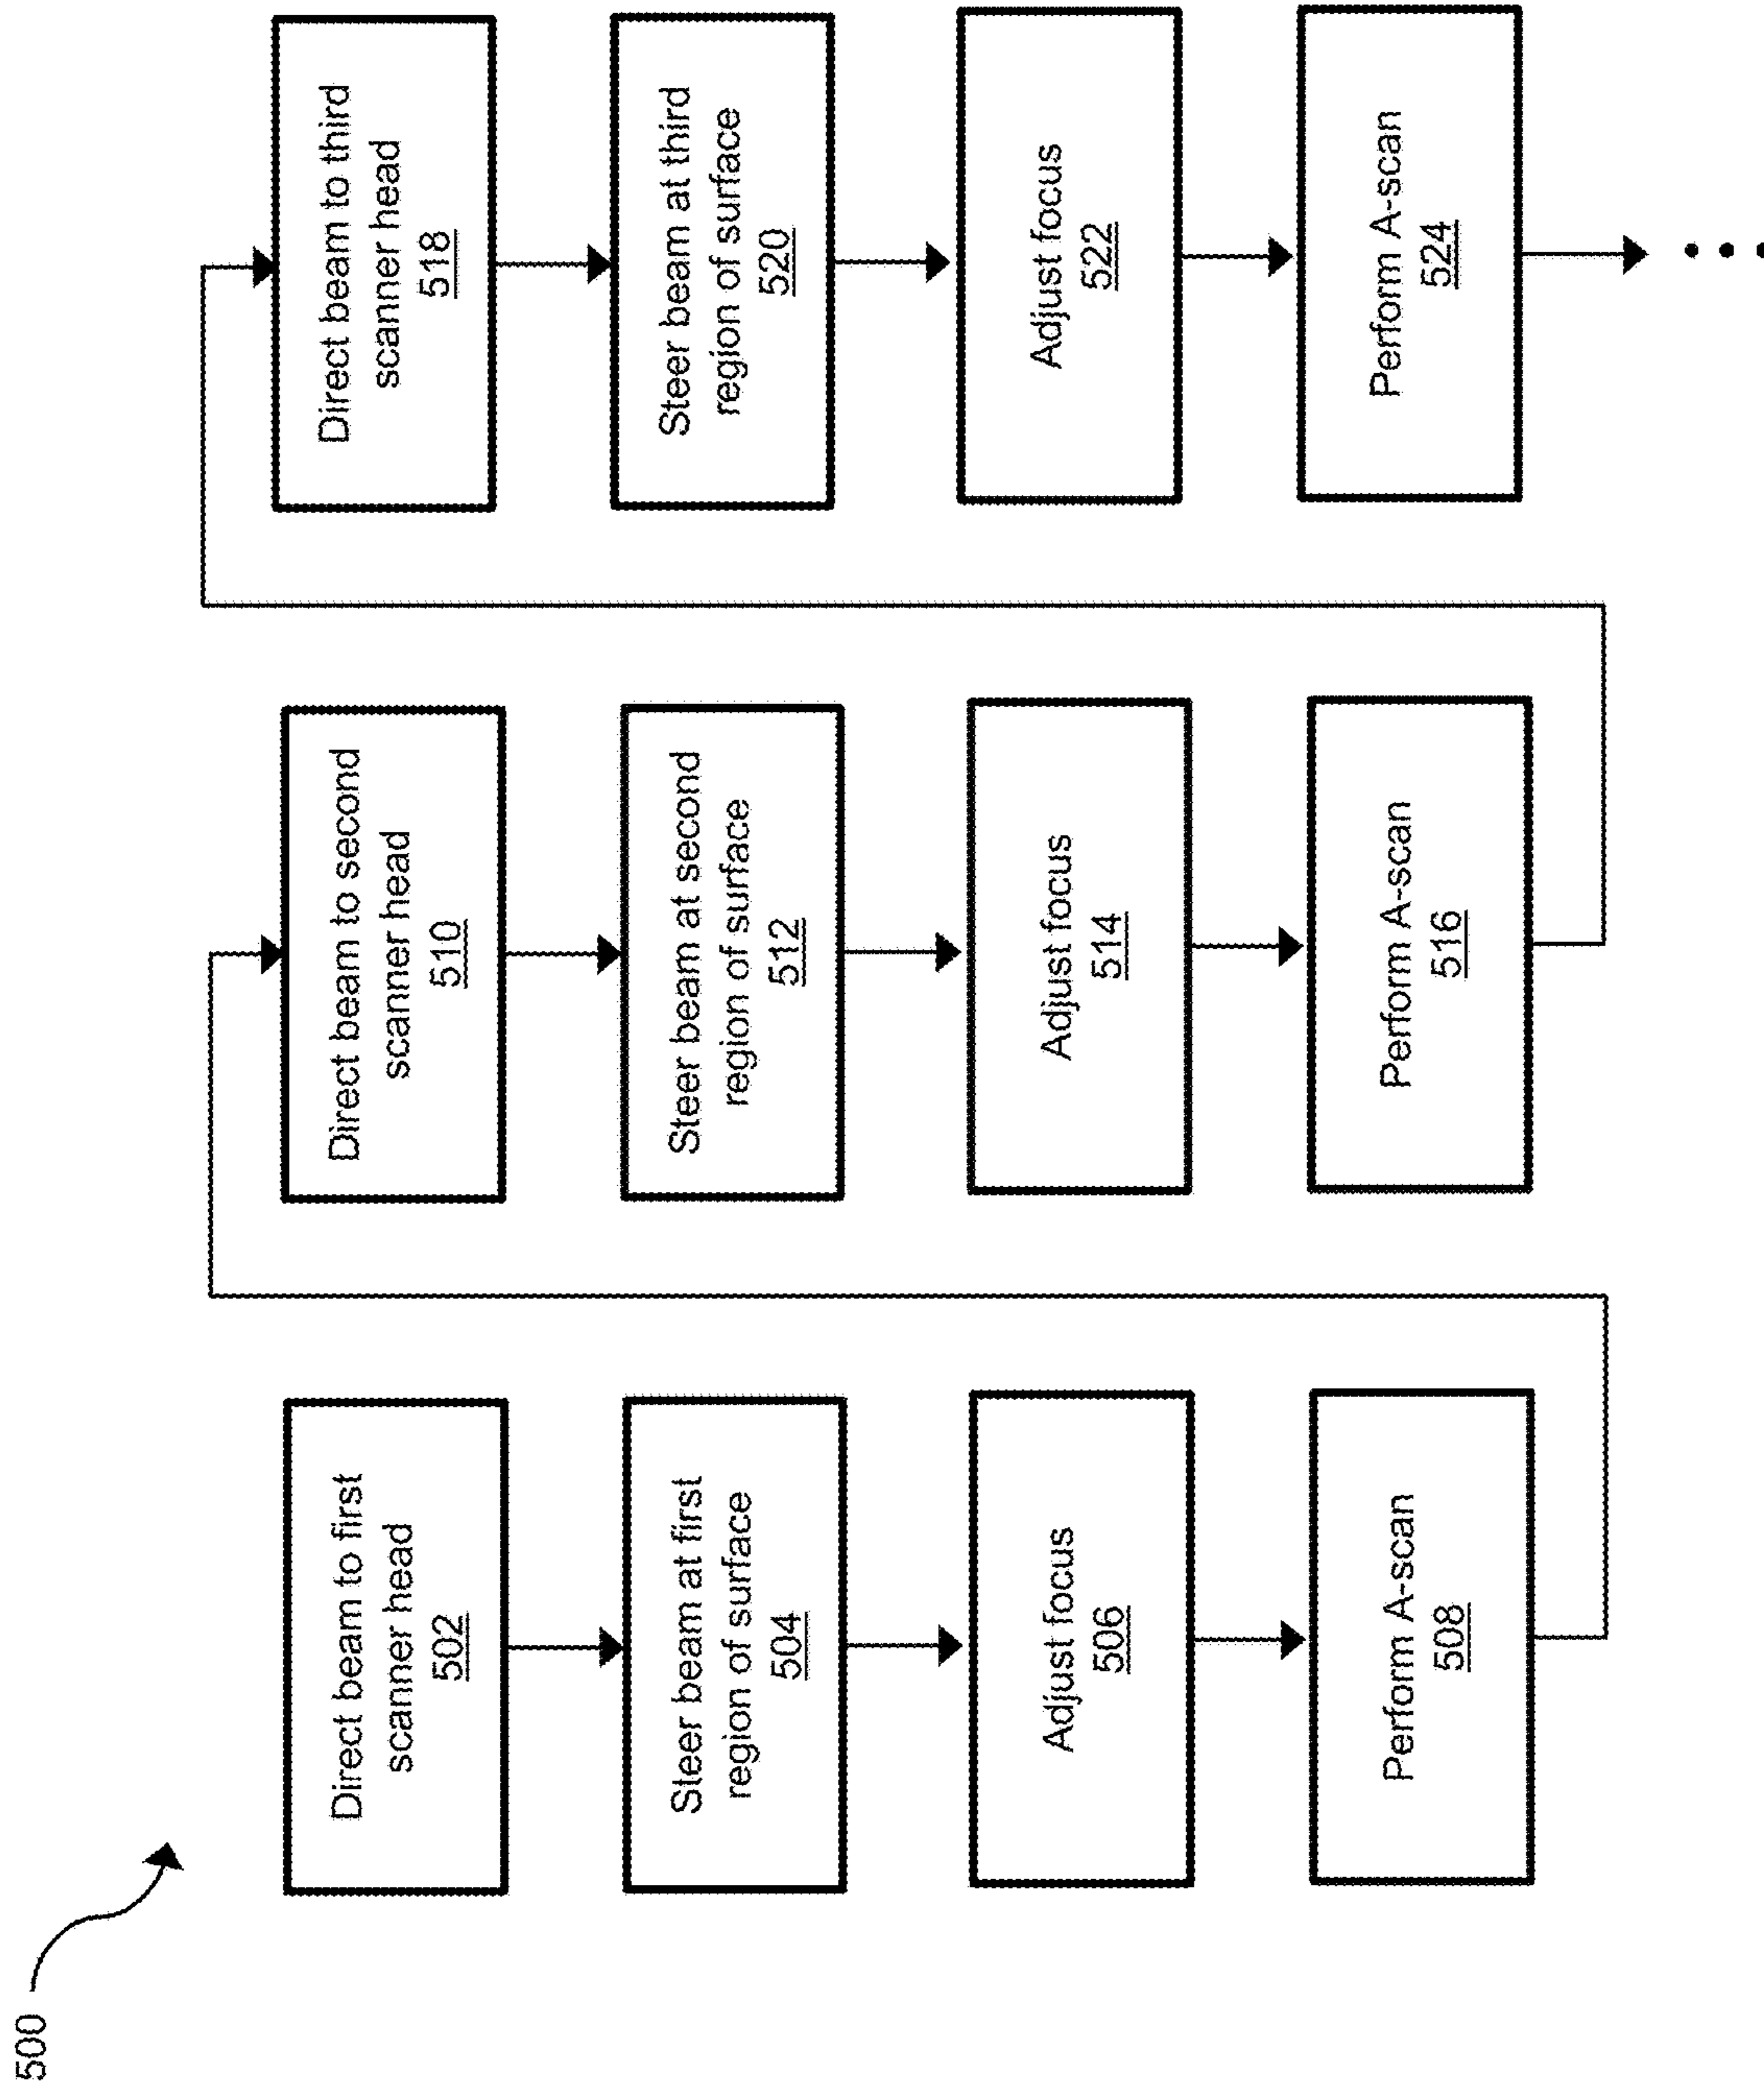 500
Direct beam to first
scanner head
502
Steer beam at first
region of surface
504
Adjust focus
506
Perform A-scan
508
Direct beam to second
scanner head
510
Steer beam at second
region of surface
512
Adjust focus
514
Perform A-scan
516
Direct beam to third
scanner head
518
Steer beam at third
region of surface
520
Adjust focus
522
Perform A-scan
524